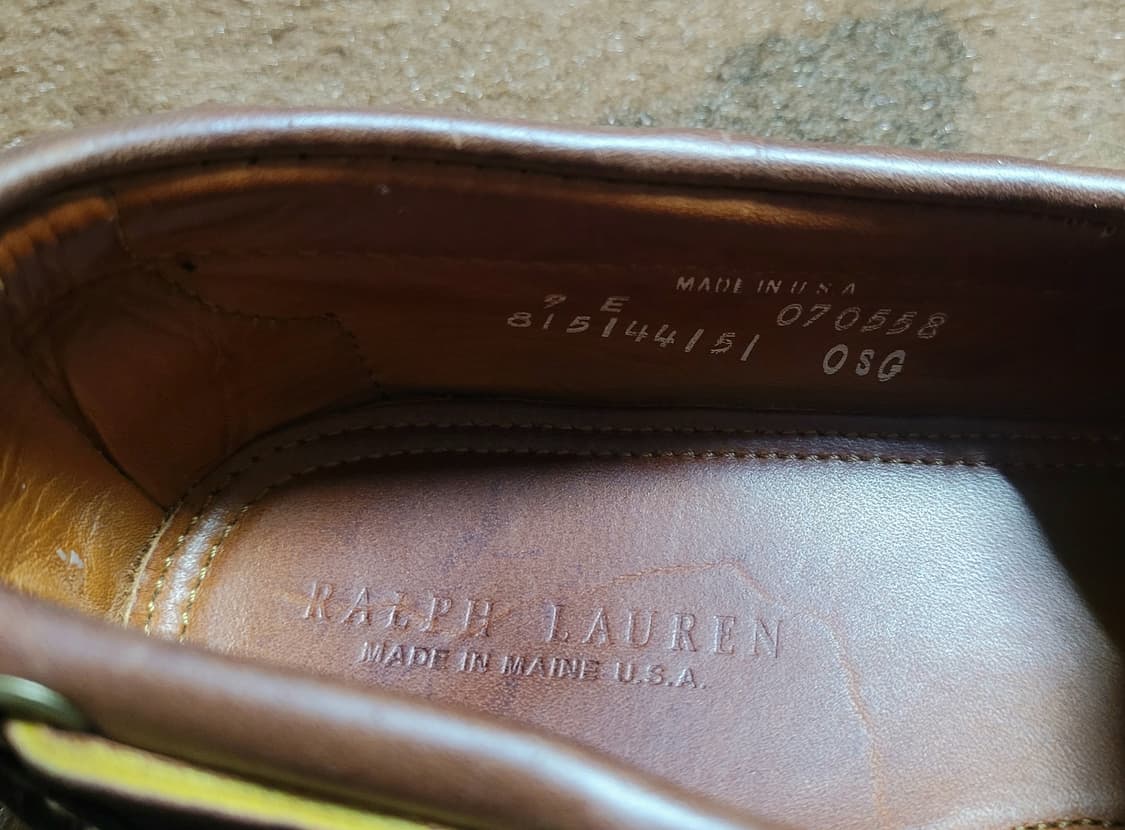 MADE IN U S A
9 E 070558
815144151 OSG
RALPH LAUREN
MADE IN MAINE U.S.A.